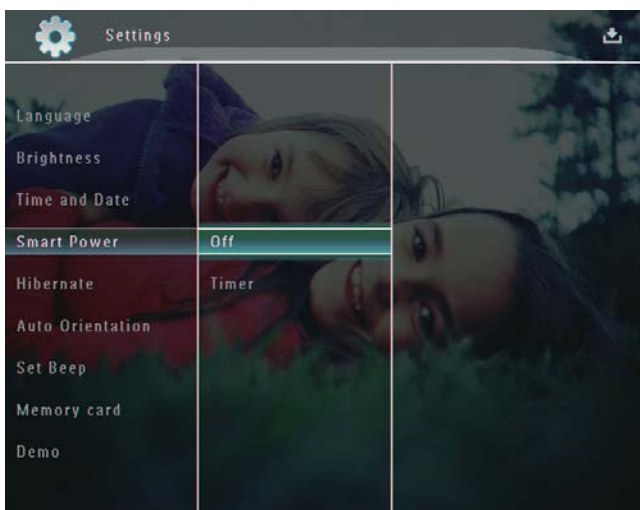 Settings
Language
Brightness
Time and Date
Smart Power
Hibernate
Auto Orientation
Set Beep
Memory card
Demo
Off
Timer